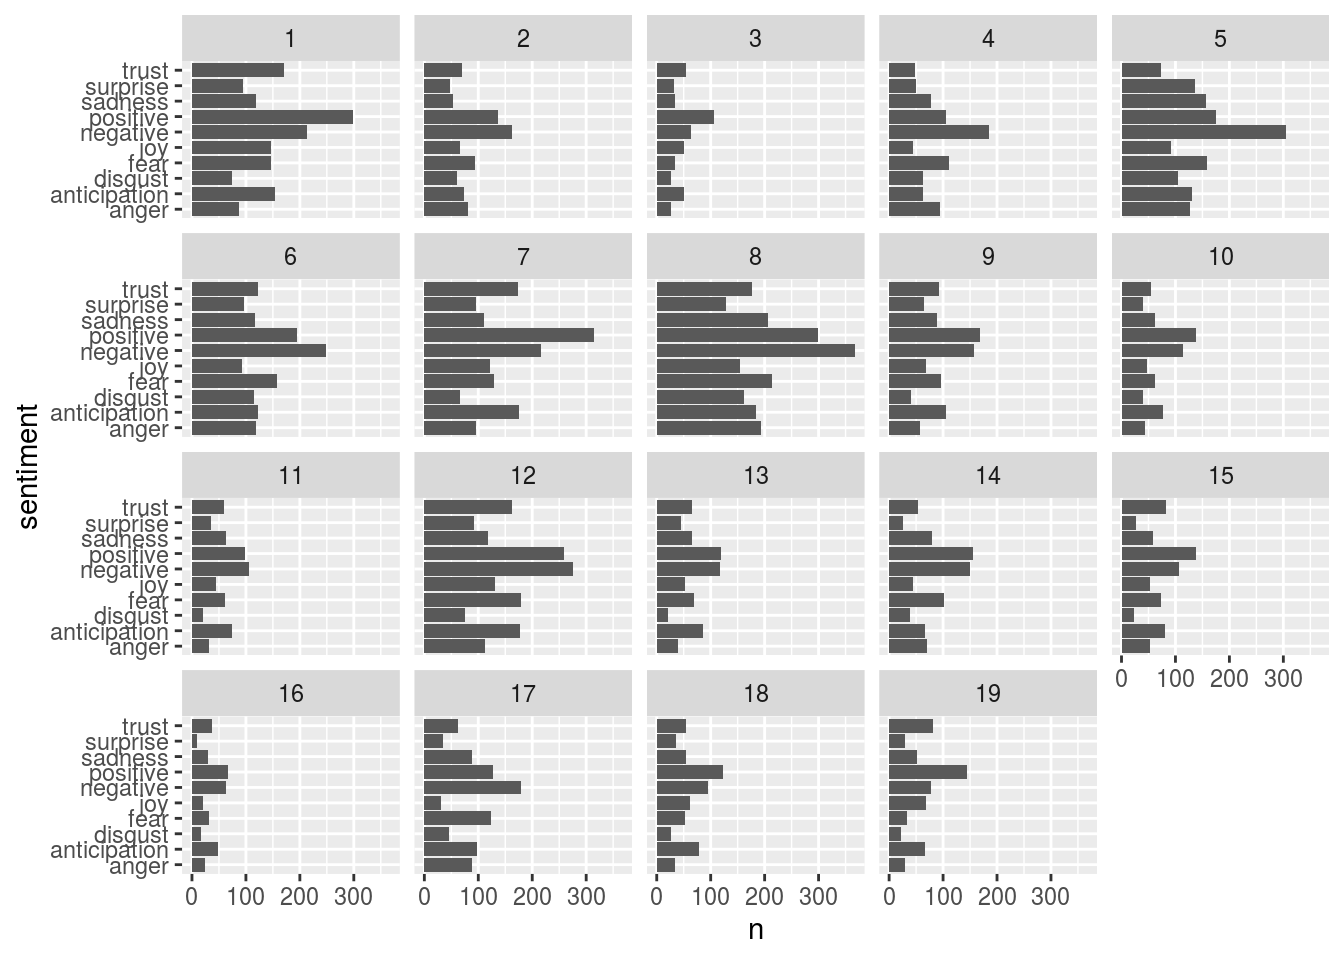 1 2 3 4 5
trust
surprise
sadness
positive
negative
joy
fear
disgust
anticipation
anger
6 7 8 9 10
trust
surprise
sadness
positive
negative
joy
fear
disgust
anticipation
anger
sentiment
11 12 13 14 15
trust
surprise
sadness
positive
negative
joy
fear
disgust
anticipation
anger
0 100 200 300
16 17 18 19
trust
surprise
sadness
positive
negative
joy
fear
disgust
anticipation
anger
0 100 200 300 0 100 200 300 0 100 200 300 0 100 200 300
n